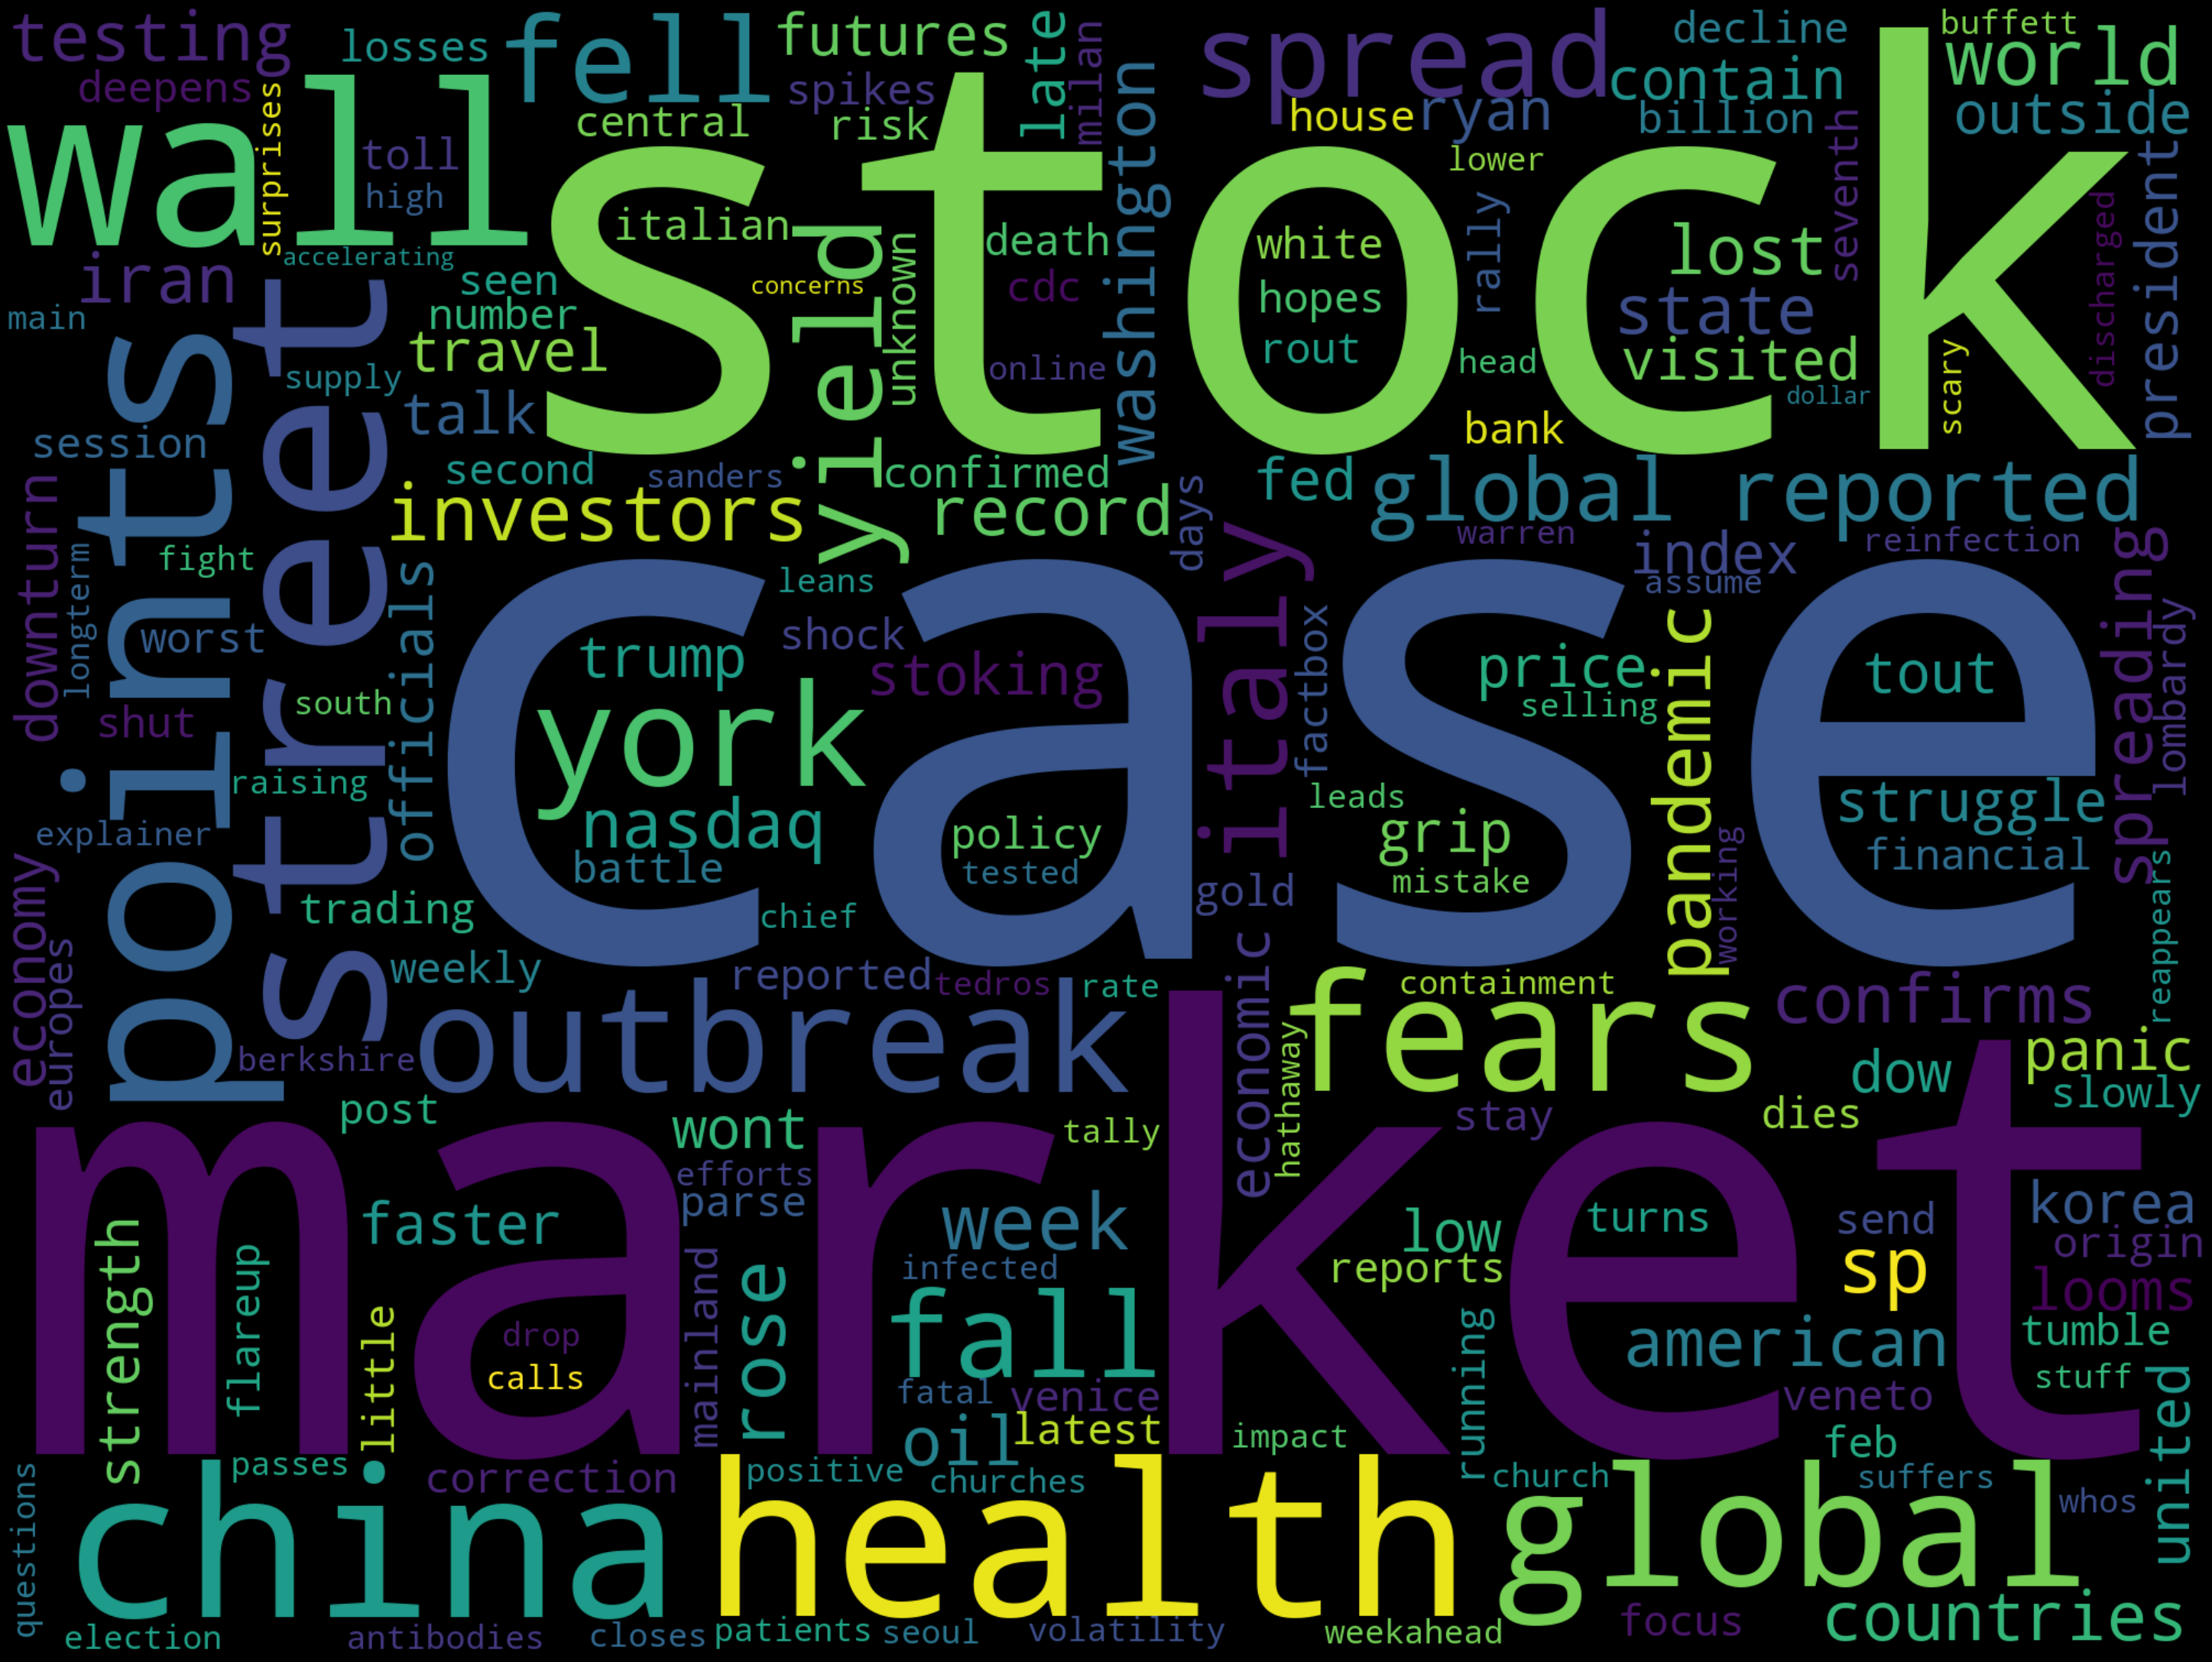 testing
losses
fell
futures
late
milan
spread
decline
buffett
world
deepens
spikes
contain
wall
surprises
toll
high
central
risk
washington
house
ryan
billion
outside
stock
lower
seventh
president
italian
yield
unknown
death
cdc
white
hopes
rout
rally
lost
state
visited
discharged
iran
accelerating
seen
concerns
number
main
travel
supply
online
head
dollar
scary
points
street
talk
session
second
sanders
confirmed
bank
fed
global reported
investors
record
days
warren
index
reinfection
downturn
longterm
fight
officials
leans
italy
assume
spreading
case
worst
trump
shock
stoking
factbox
price
selling
pandemic
tout
lombardy
south
shut
york
raising
explainer
nasdaq
policy
leads
grip
struggle
battle
tested
mistake
financial
working
economy
europes
trading
chief
gold
reappears
weekly
reported
tedros
rate
economic
containment
confirms
outbreak
fears
berkshire
hathaway
panic
dow
slowly
post
wont
tally
stay
dies
market
efforts
parse
strength
flareup
faster
week
low
turns
send
korea
origin
little
mainland
rose
infected
reports
sp
looms
drop
calls
fall
running
american
tumble
fatal
venice
veneto
stuff
united
oil
latest
impact
feb
passes
correction
positive
churches
church
suffers
whos
questions
china
health
global
countries
election
antibodies
closes
patients
seoul
volatility
weekahead
focus